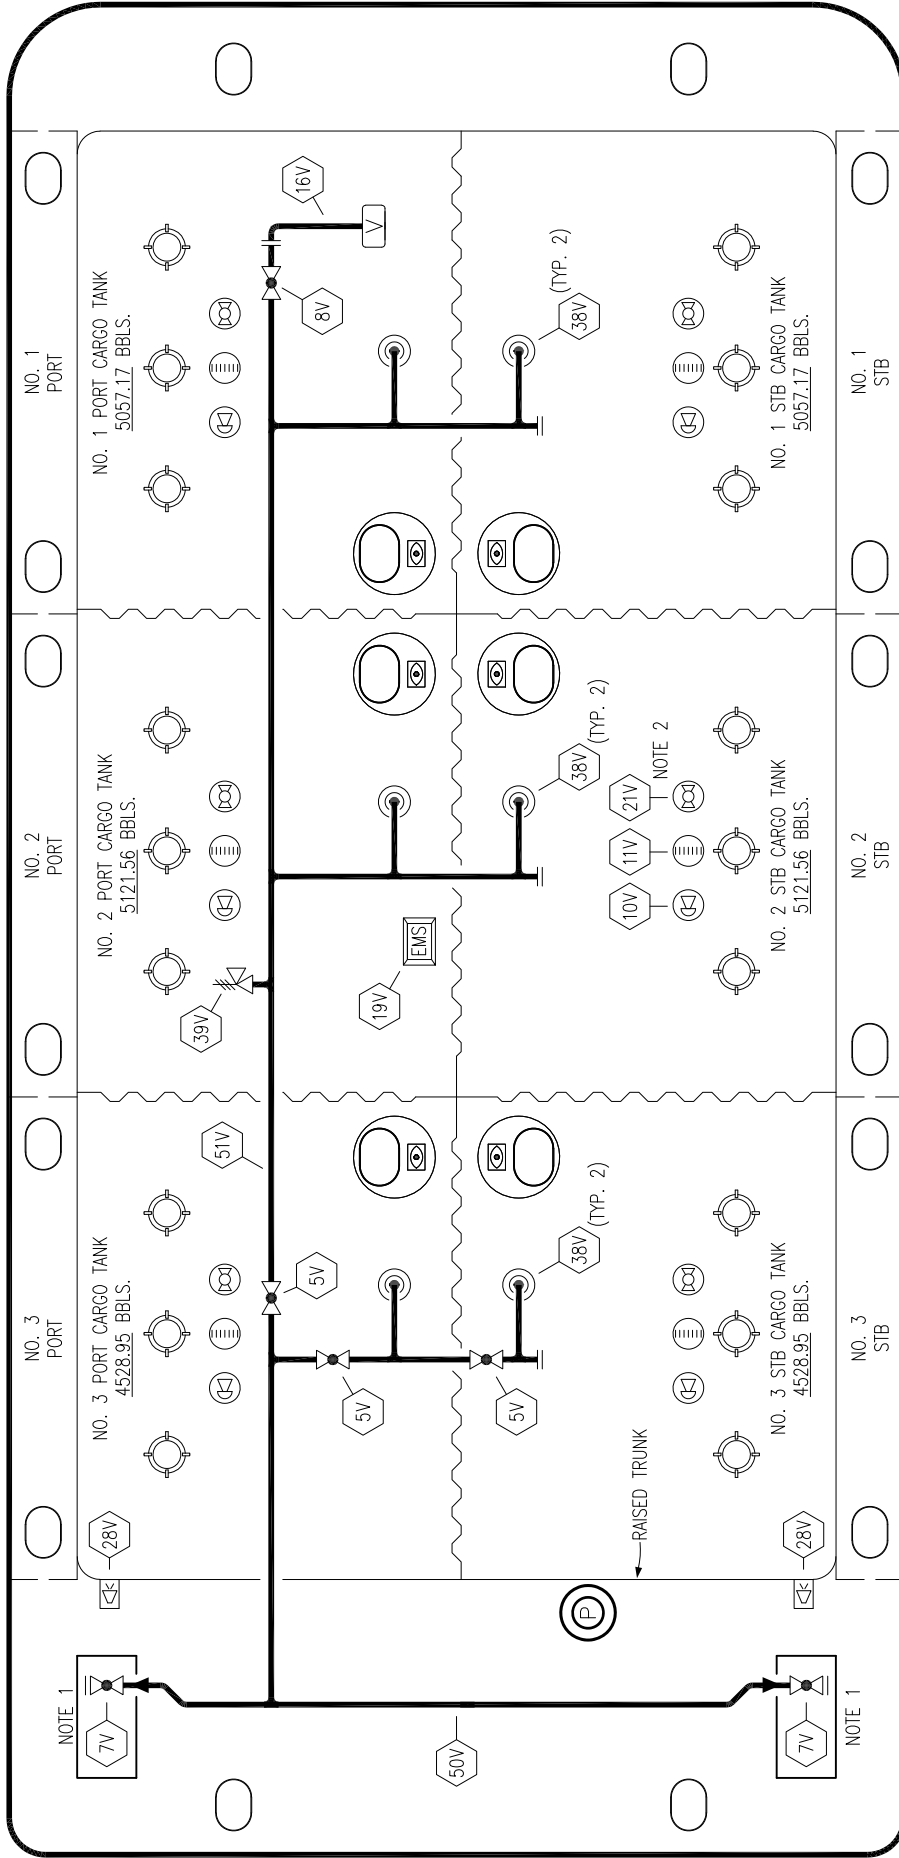 NOTE 1
7V
28V
NO. 3
PORT
NO. 3 PORT CARGO TANK
4528.95 BBLS.
NO. 2
PORT
NO. 2 PORT CARGO TANK
5121.56 BBLS.
NO. 1
PORT
NO. 1 PORT CARGO TANK
5057.17 BBLS.
51V
39V
5V
5V
5V
8V
16V
V
19V
EMS
50V
38V
(TYP. 2)
38V
(TYP. 2)
38V
(TYP. 2)
P
RAISED TRUNK
10V
11V
21V
NOTE 2
NO. 3 STB CARGO TANK
4528.95 BBLS.
NO. 3
STB
NO. 2 STB CARGO TANK
5121.56 BBLS.
NO. 2
STB
NO. 1 STB CARGO TANK
5057.17 BBLS.
NO. 1
STB
28V
7V
NOTE 1